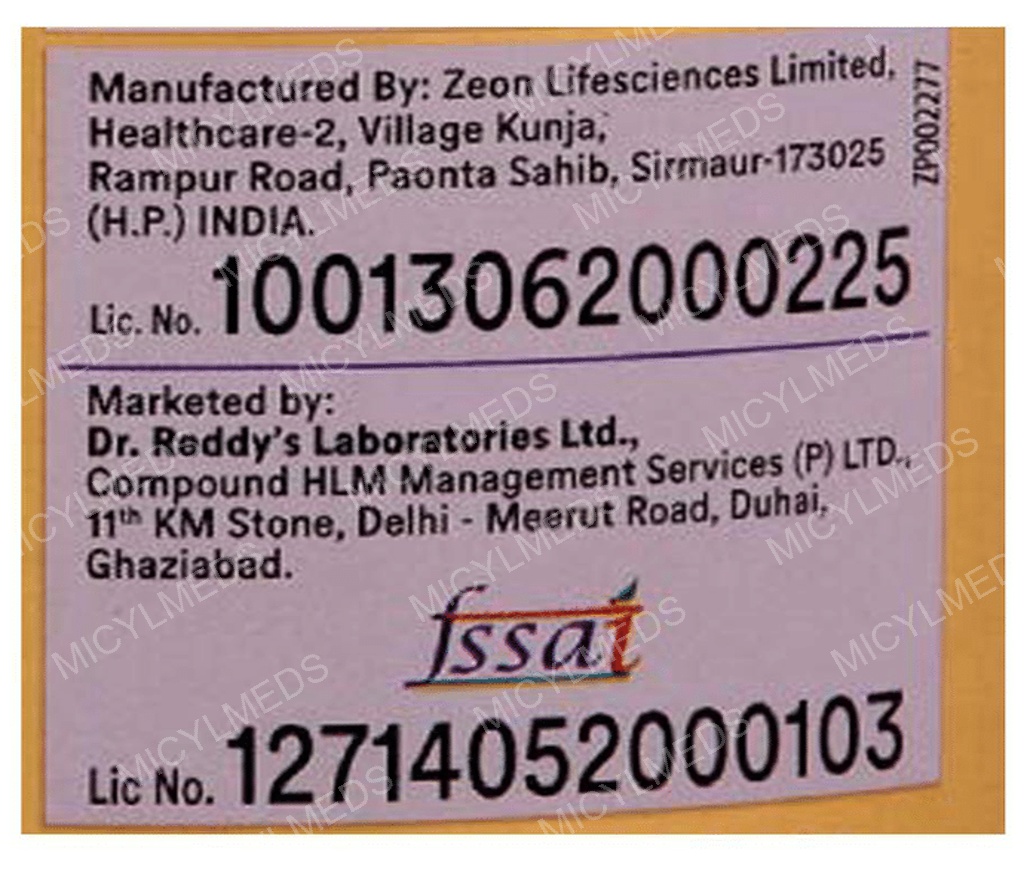 Manufactured By: Zeon Lifesciences Limited,
Healthcare-2, Village Kunja,
Rampur Road, Paonta Sahib, Sirmaur-173025
(H.P.) INDIA.
Lic. No. 10013062000225
ZP002277
Marketed by:
Dr. Reddy's Laboratories Ltd.,
Compound HLM Management Services (P) LTD.,
11th KM Stone, Delhi - Meerut Road, Duhai,
Ghaziabad.
fssai
Lic No. 12714052000103
MICYLMEDS